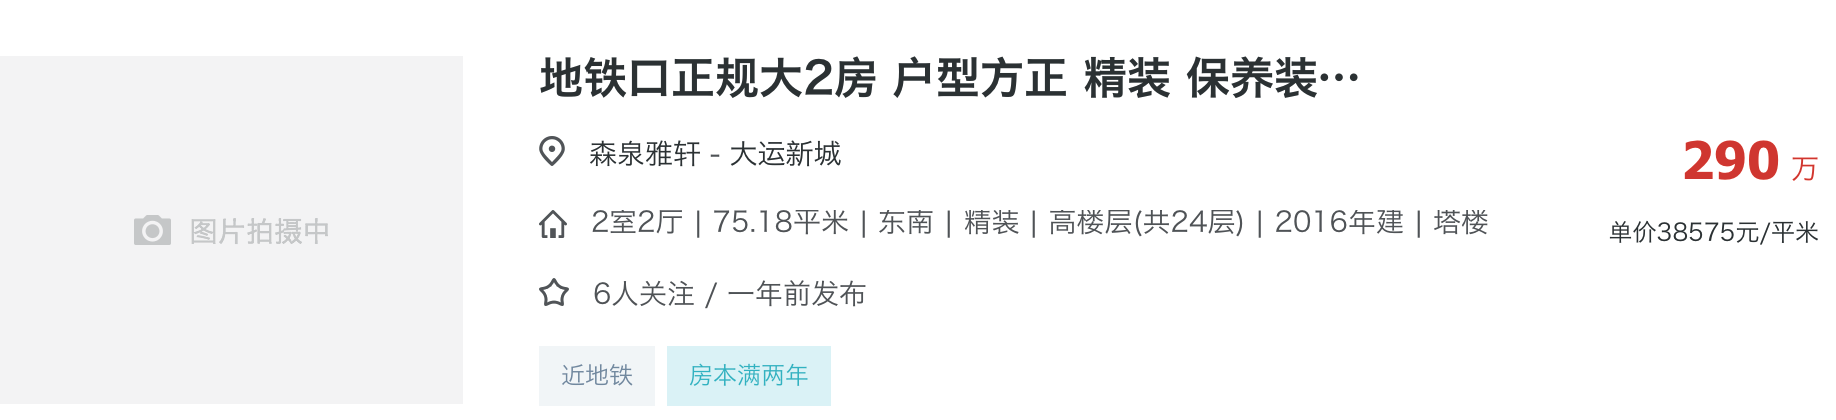 地铁口正规大2房 户型方正 精装 保养装···
森泉雅轩 - 大运新城
290 万
2室2厅 | 75.18平米 | 东南 | 精装 | 高楼层(共24层) | 2016年建 | 塔楼
单价38575元/平米
图片拍摄中
6人关注 / 一年前发布
近地铁 房本满两年